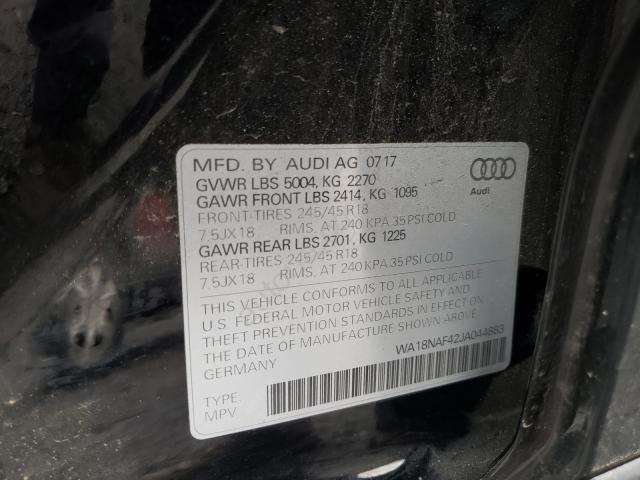 MFD. BY AUDI AG 07 17
GVWR LBS 5004, KG 2270
GAWR FRONT LBS 2414, KG 1095
FRONT-TIRES 245/45 R18
7,5JX18 RIMS. AT 240 KPA 35 PSI COLD
GAWR REAR LBS 2701, KG 1225
REAR-TIRES 245/45 R18
7,5JX18 RIMS. AT 240 KPA 35 PSI COLD
Audi
THIS VEHICLE CONFORMS TO ALL APPLICABLE
U.S. FEDERAL MOTOR VEHICLE SAFETY AND
THEFT PREVENTION STANDARDS IN EFFECT ON
THE DATE OF MANUFACTURE SHOWN ABOVE
GERMANY
WA18NAF42JA044883
TYPE:
MPV